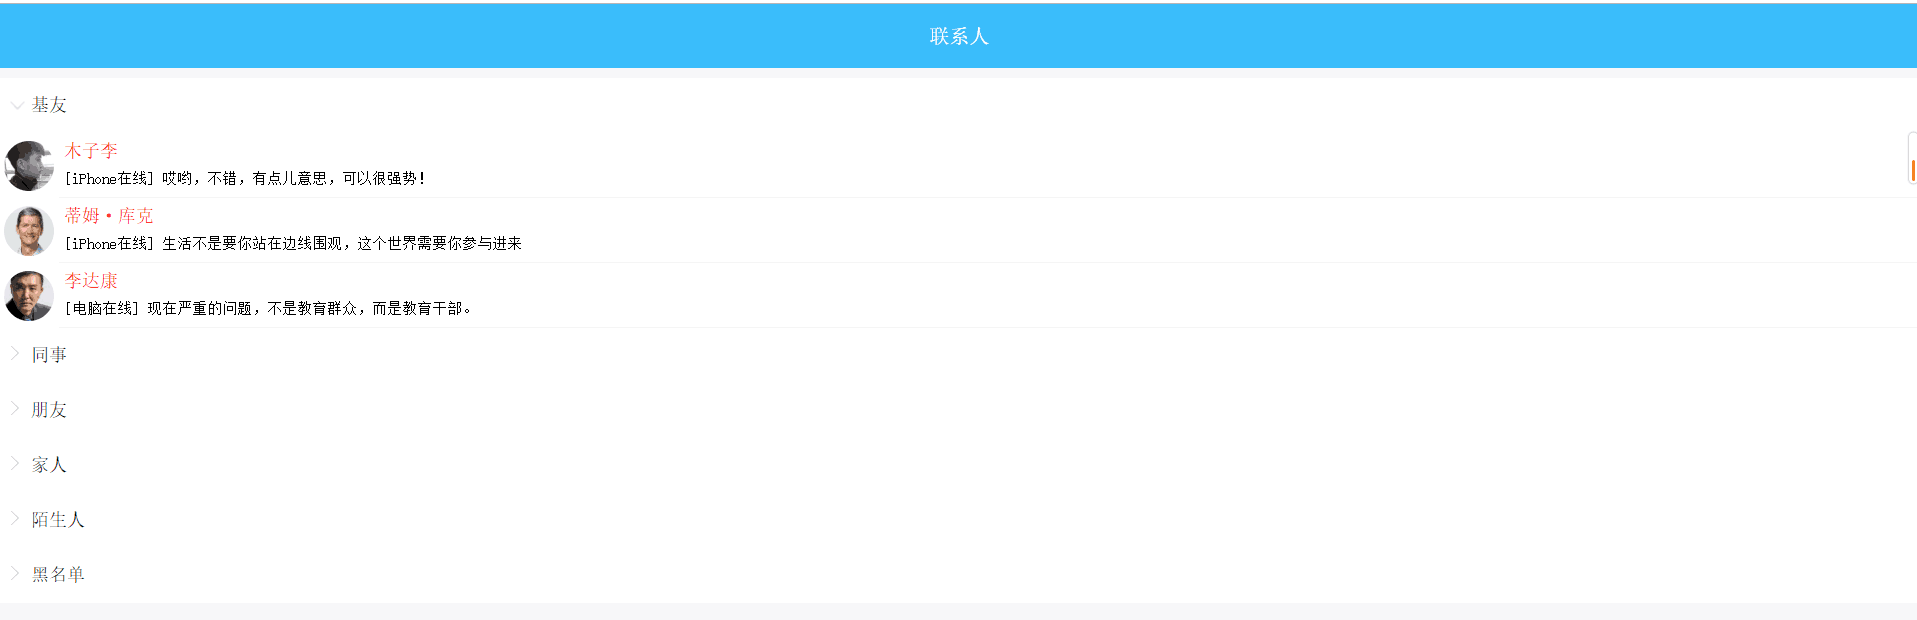 联系人
基友
木子李
[iPhone在线] 哎哟，不错，有点儿意思，可以很强势！
蒂姆·库克
[iPhone在线] 生活不是要你站在边线围观，这个世界需要你参与进来
李达康
[电脑在线] 现在严重的问题，不是教育群众，而是教育干部。
同事
朋友
家人
陌生人
黑名单